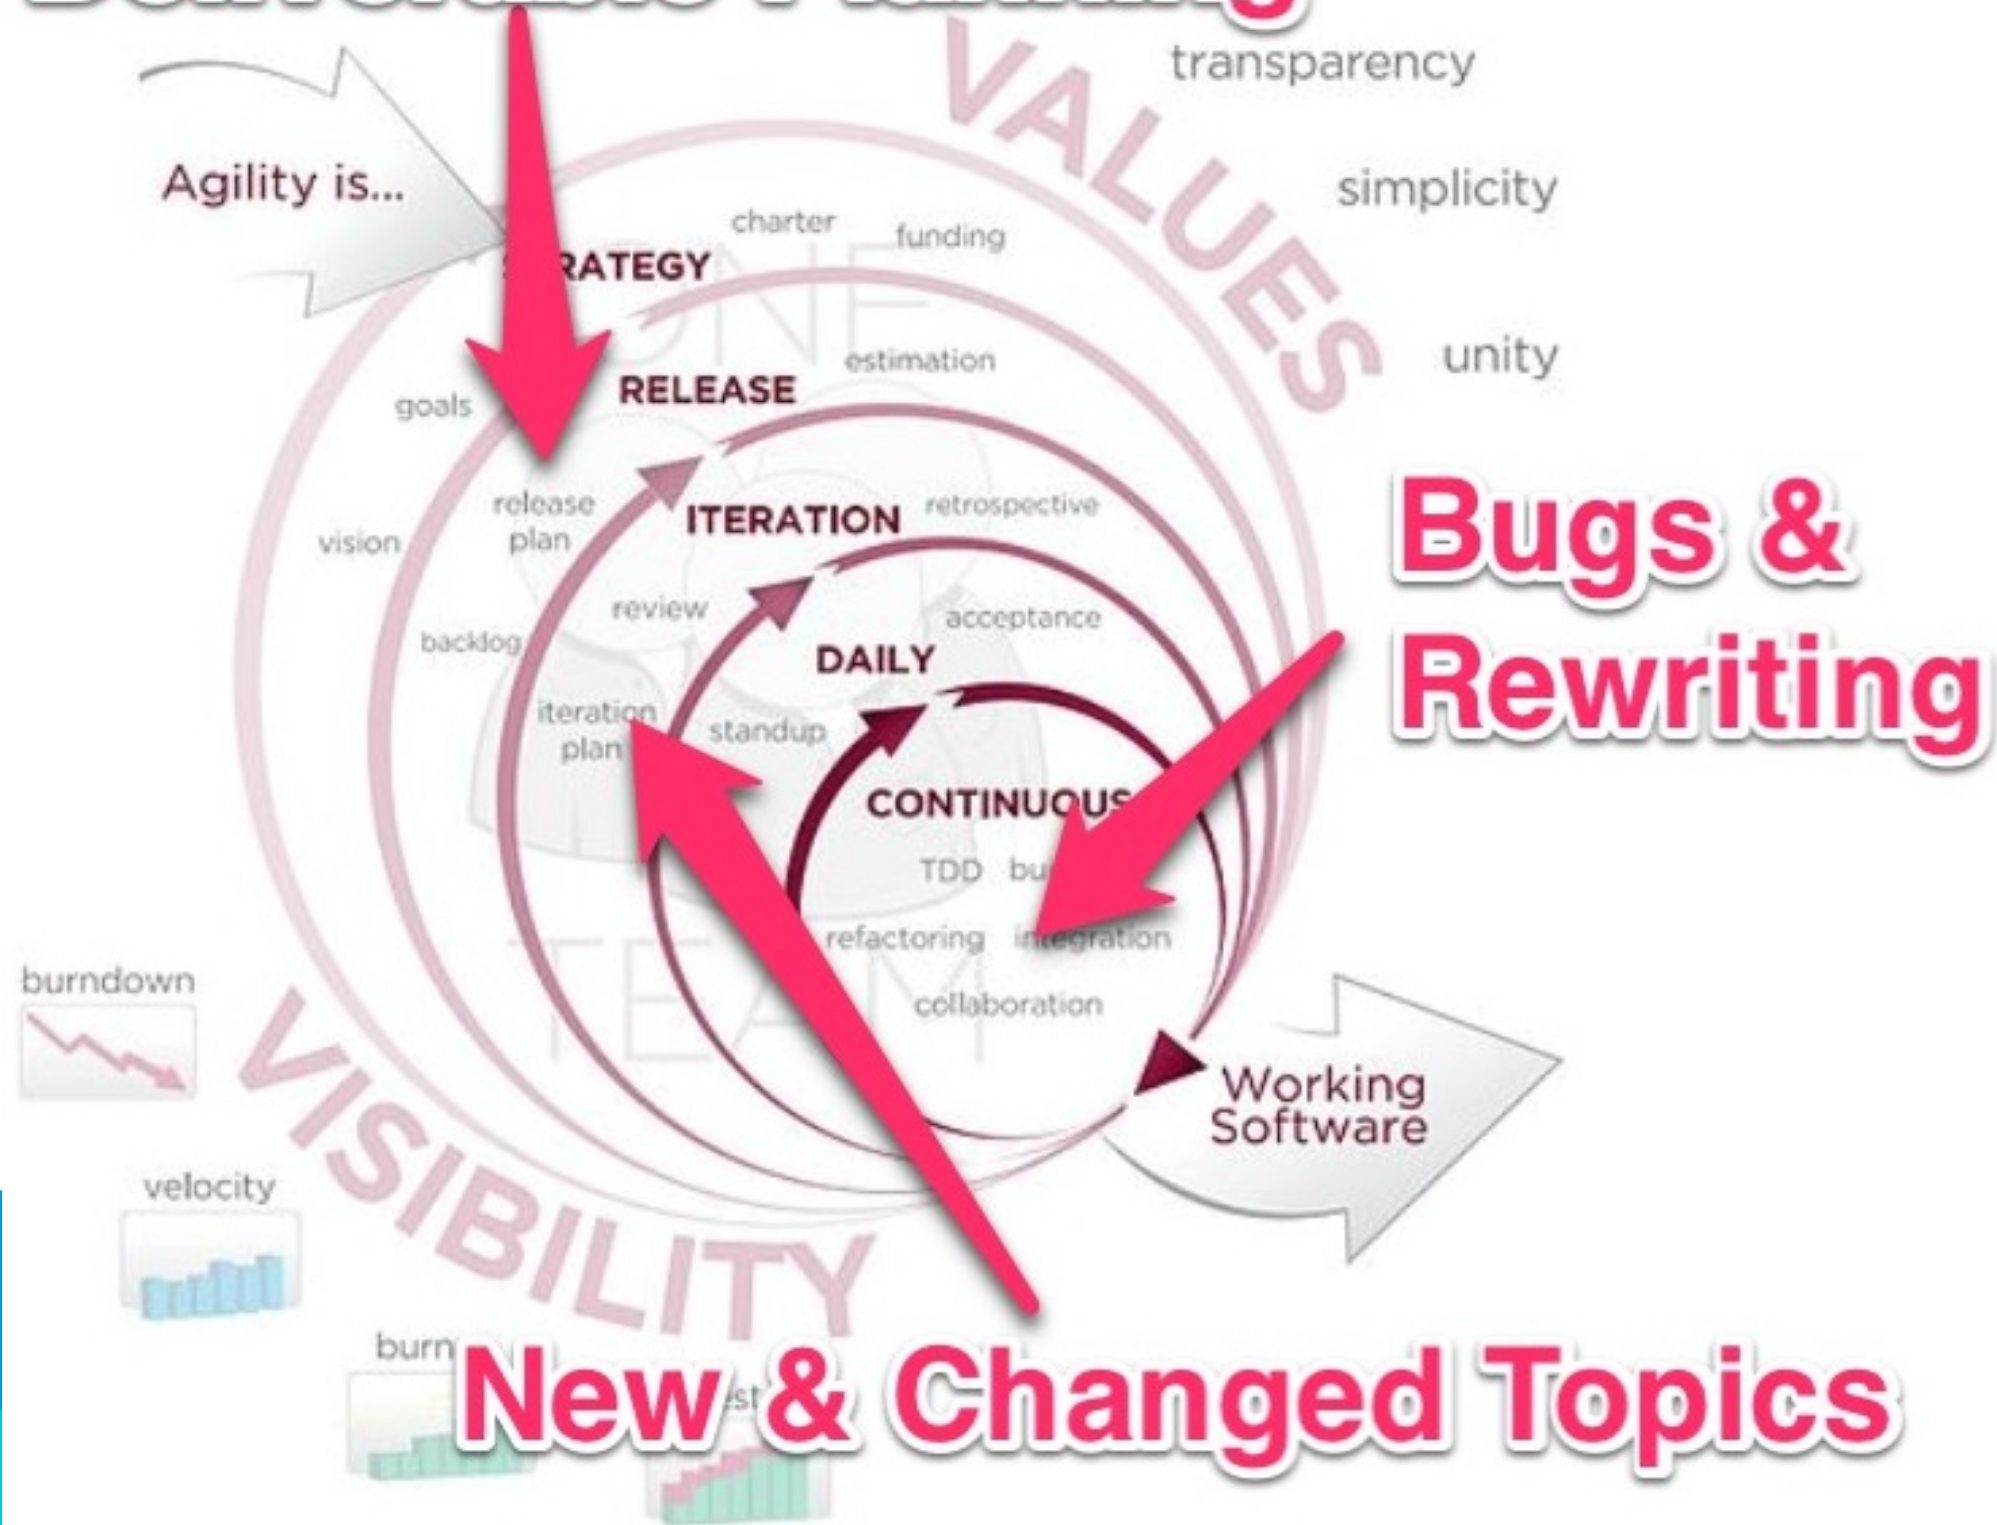 transparency
VALUES
Agility is...
simplicity
charter
funding
ONE
unity
estimation
RELEASE
goals
release
plan
ITERATION
retrospective
vision
Bugs &
Rewriting
review
acceptance
backlog
DAILY
iteration
plan
standup
CONTINUOUS
TDD
refactoring
integration
TEAM
collaboration
burndown
Working
Software
VISIBILITY
velocity
New & Changed Topics